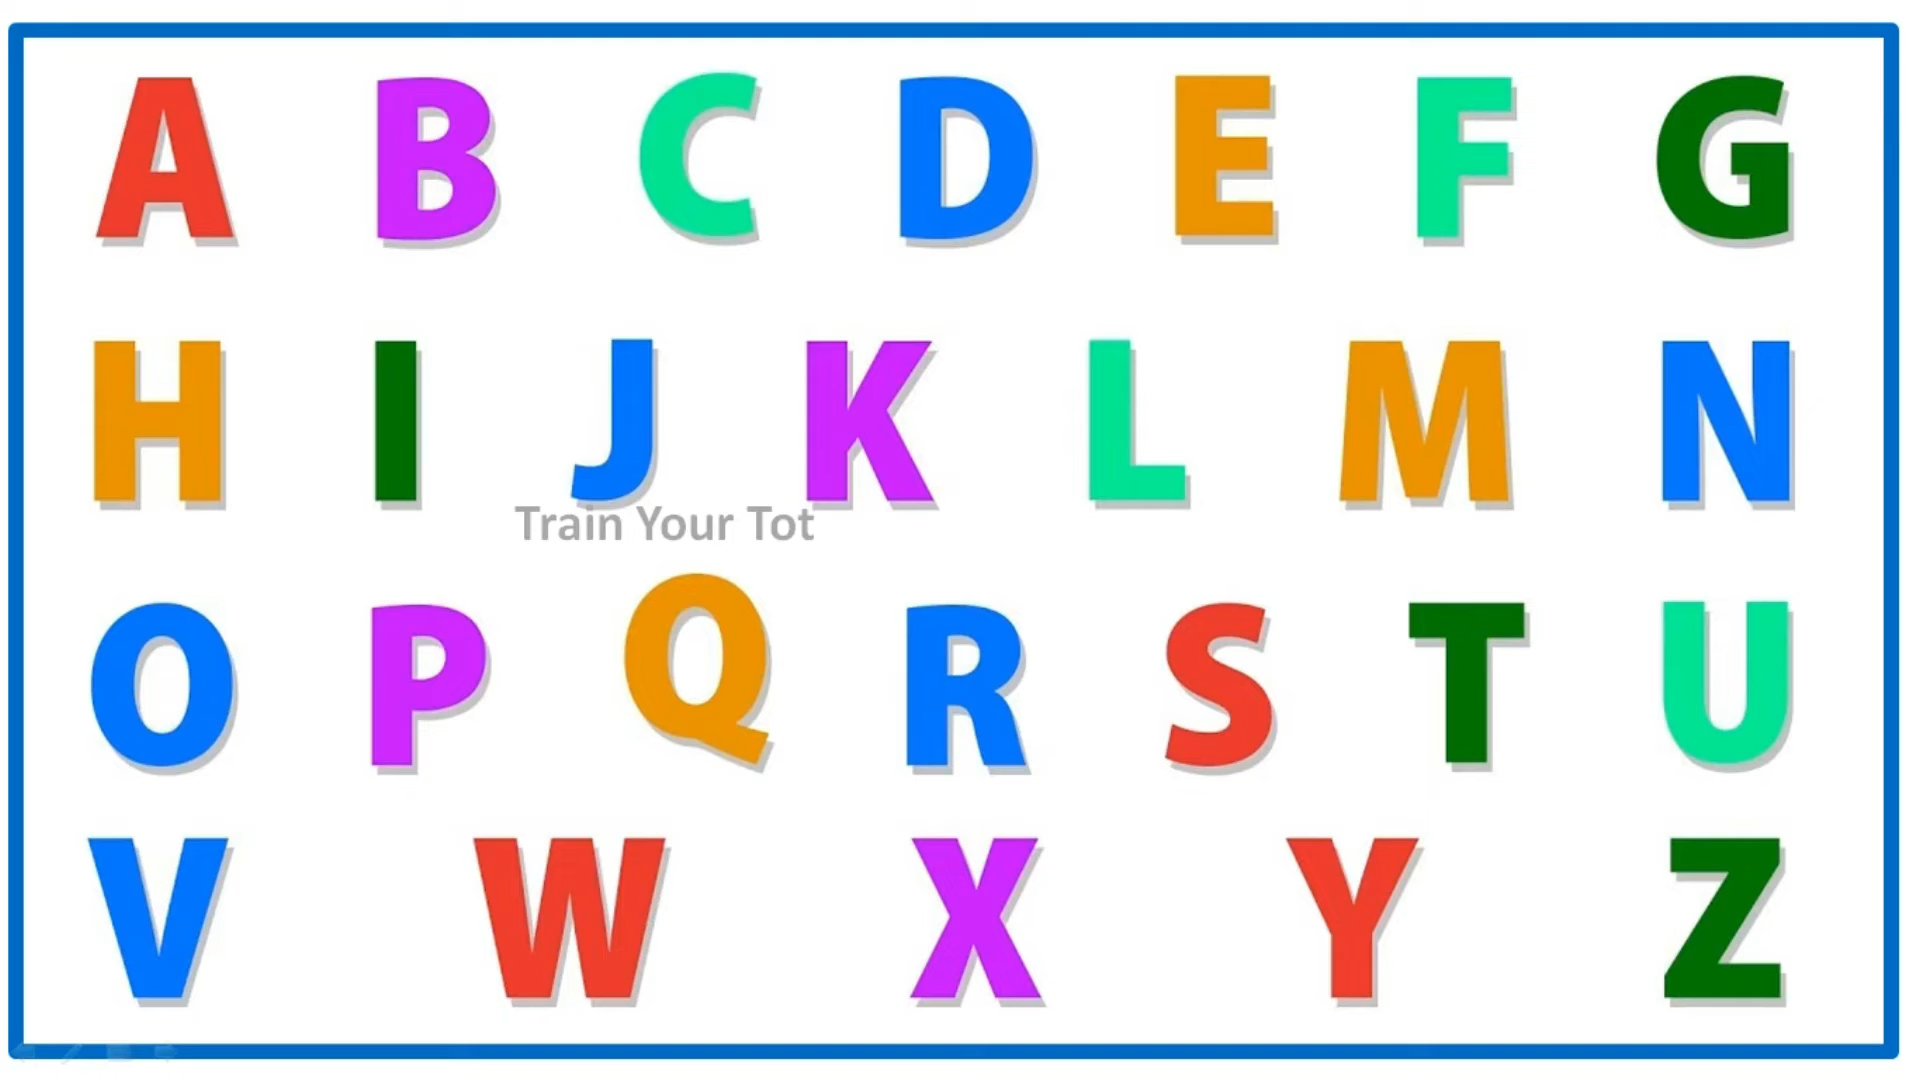 A B C D E F G
H I J K L M N
Train Your Tot
O P Q R S T U
V W X Y Z